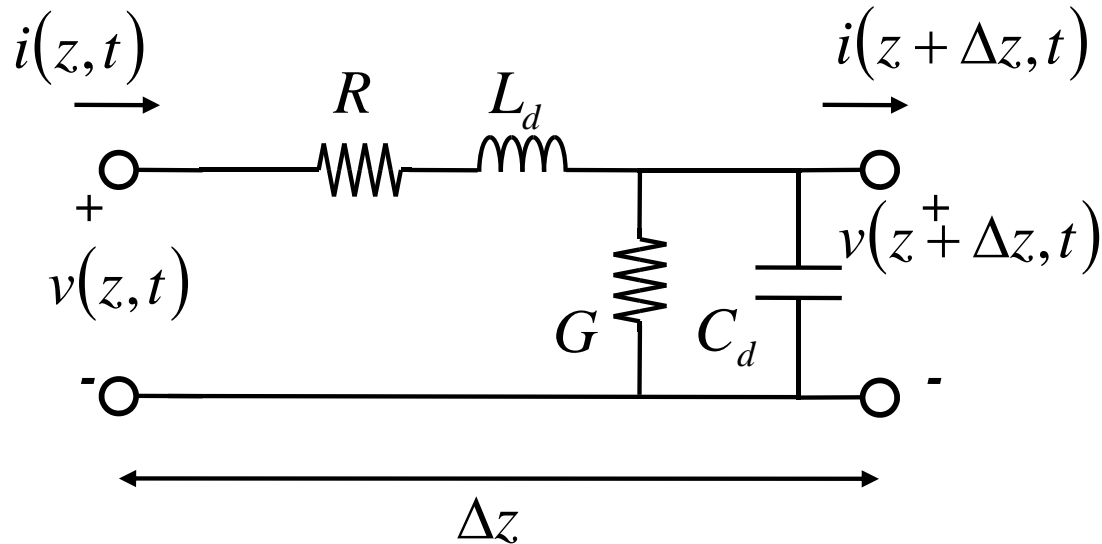 i(z,t)
i(z + Δz,t)
R
L_d
+
+
v(z,t)
v(z + Δz,t)
G
C_d
-
-
Δz